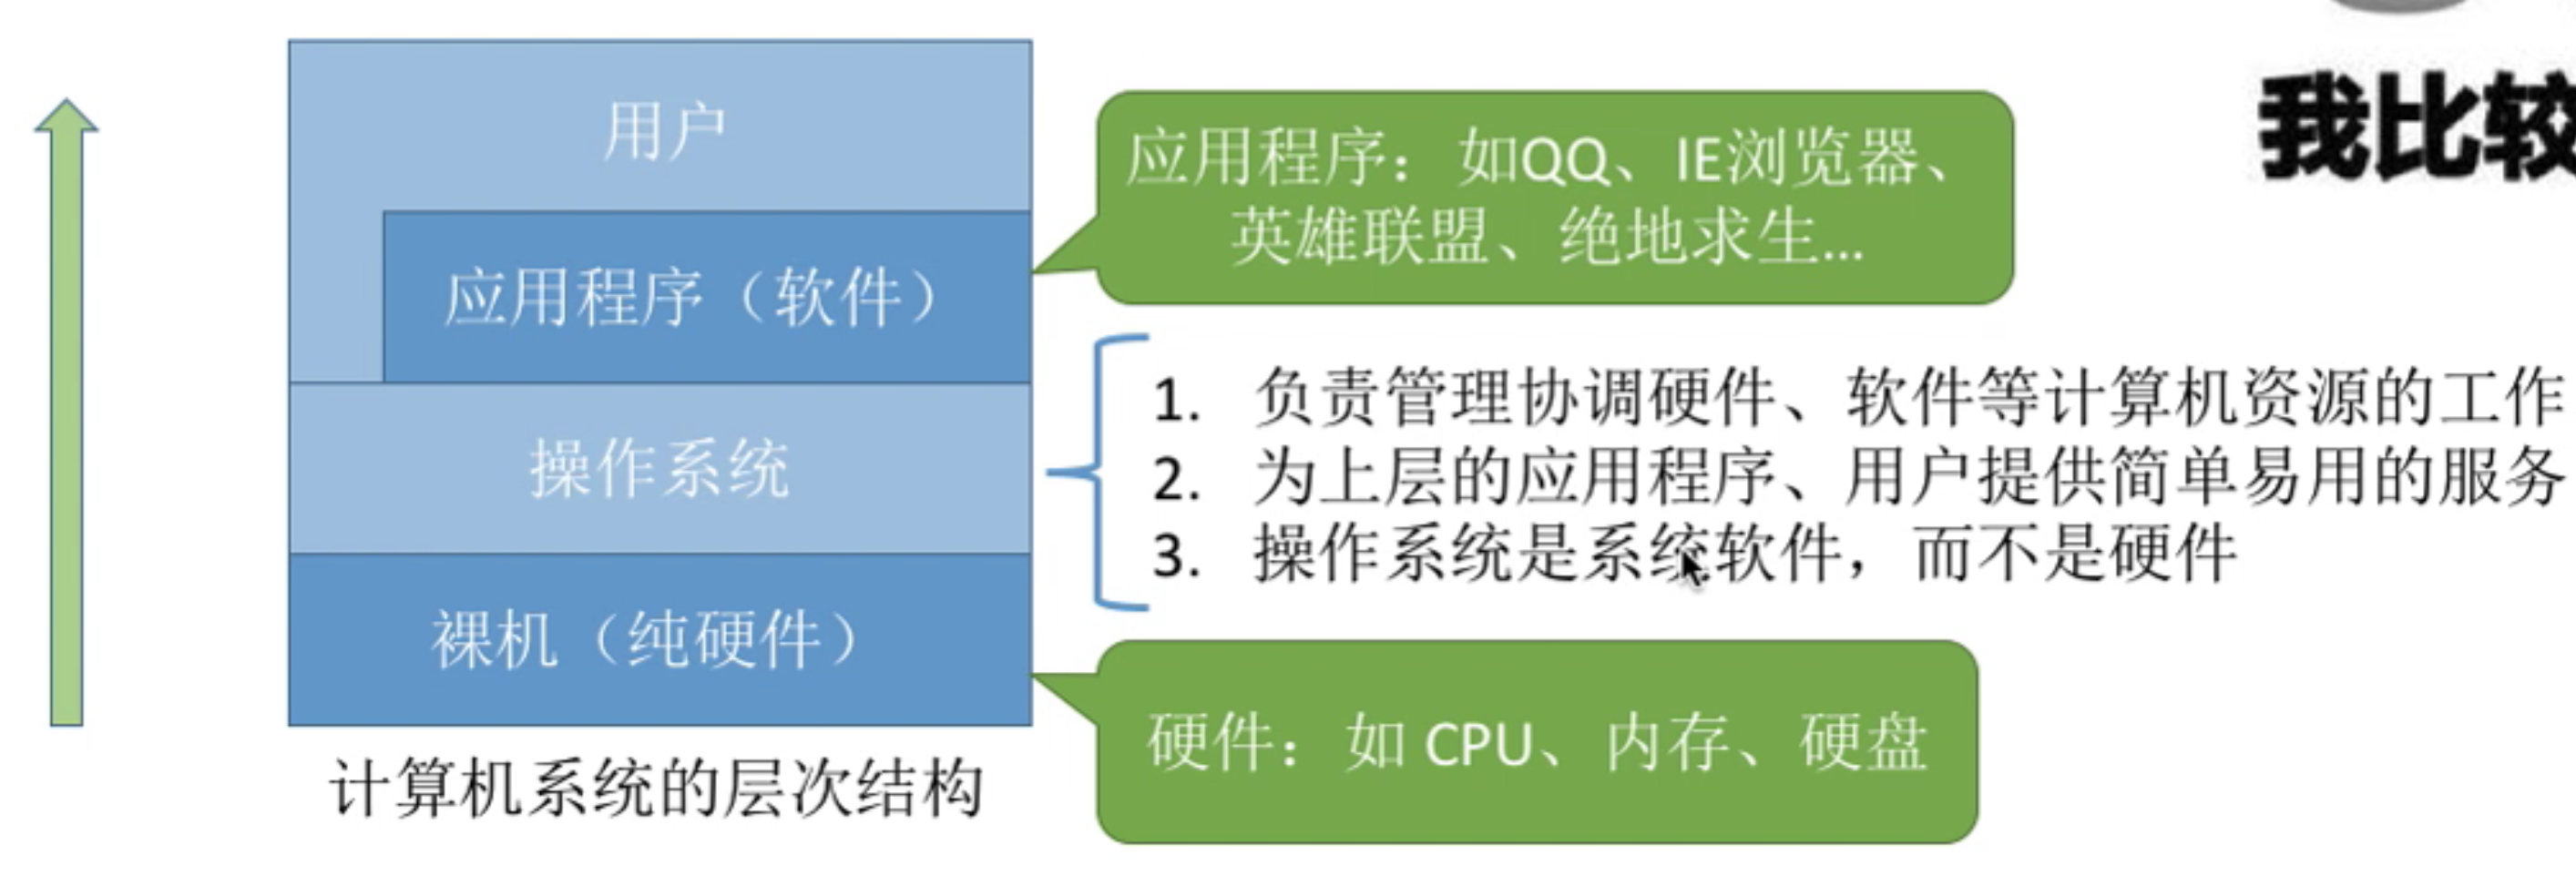 用户
应用程序（软件）
操作系统
裸机（纯硬件）
计算机系统的层次结构
应用程序： 如QQ、IE浏览器、
英雄联盟、绝地求生...
1. 负责管理协调硬件、软件等计算机资源的工作
2. 为上层的应用程序、用户提供简单易用的服务
3. 操作系统是系统软件，而不是硬件
硬件： 如 CPU、内存、硬盘
我比较